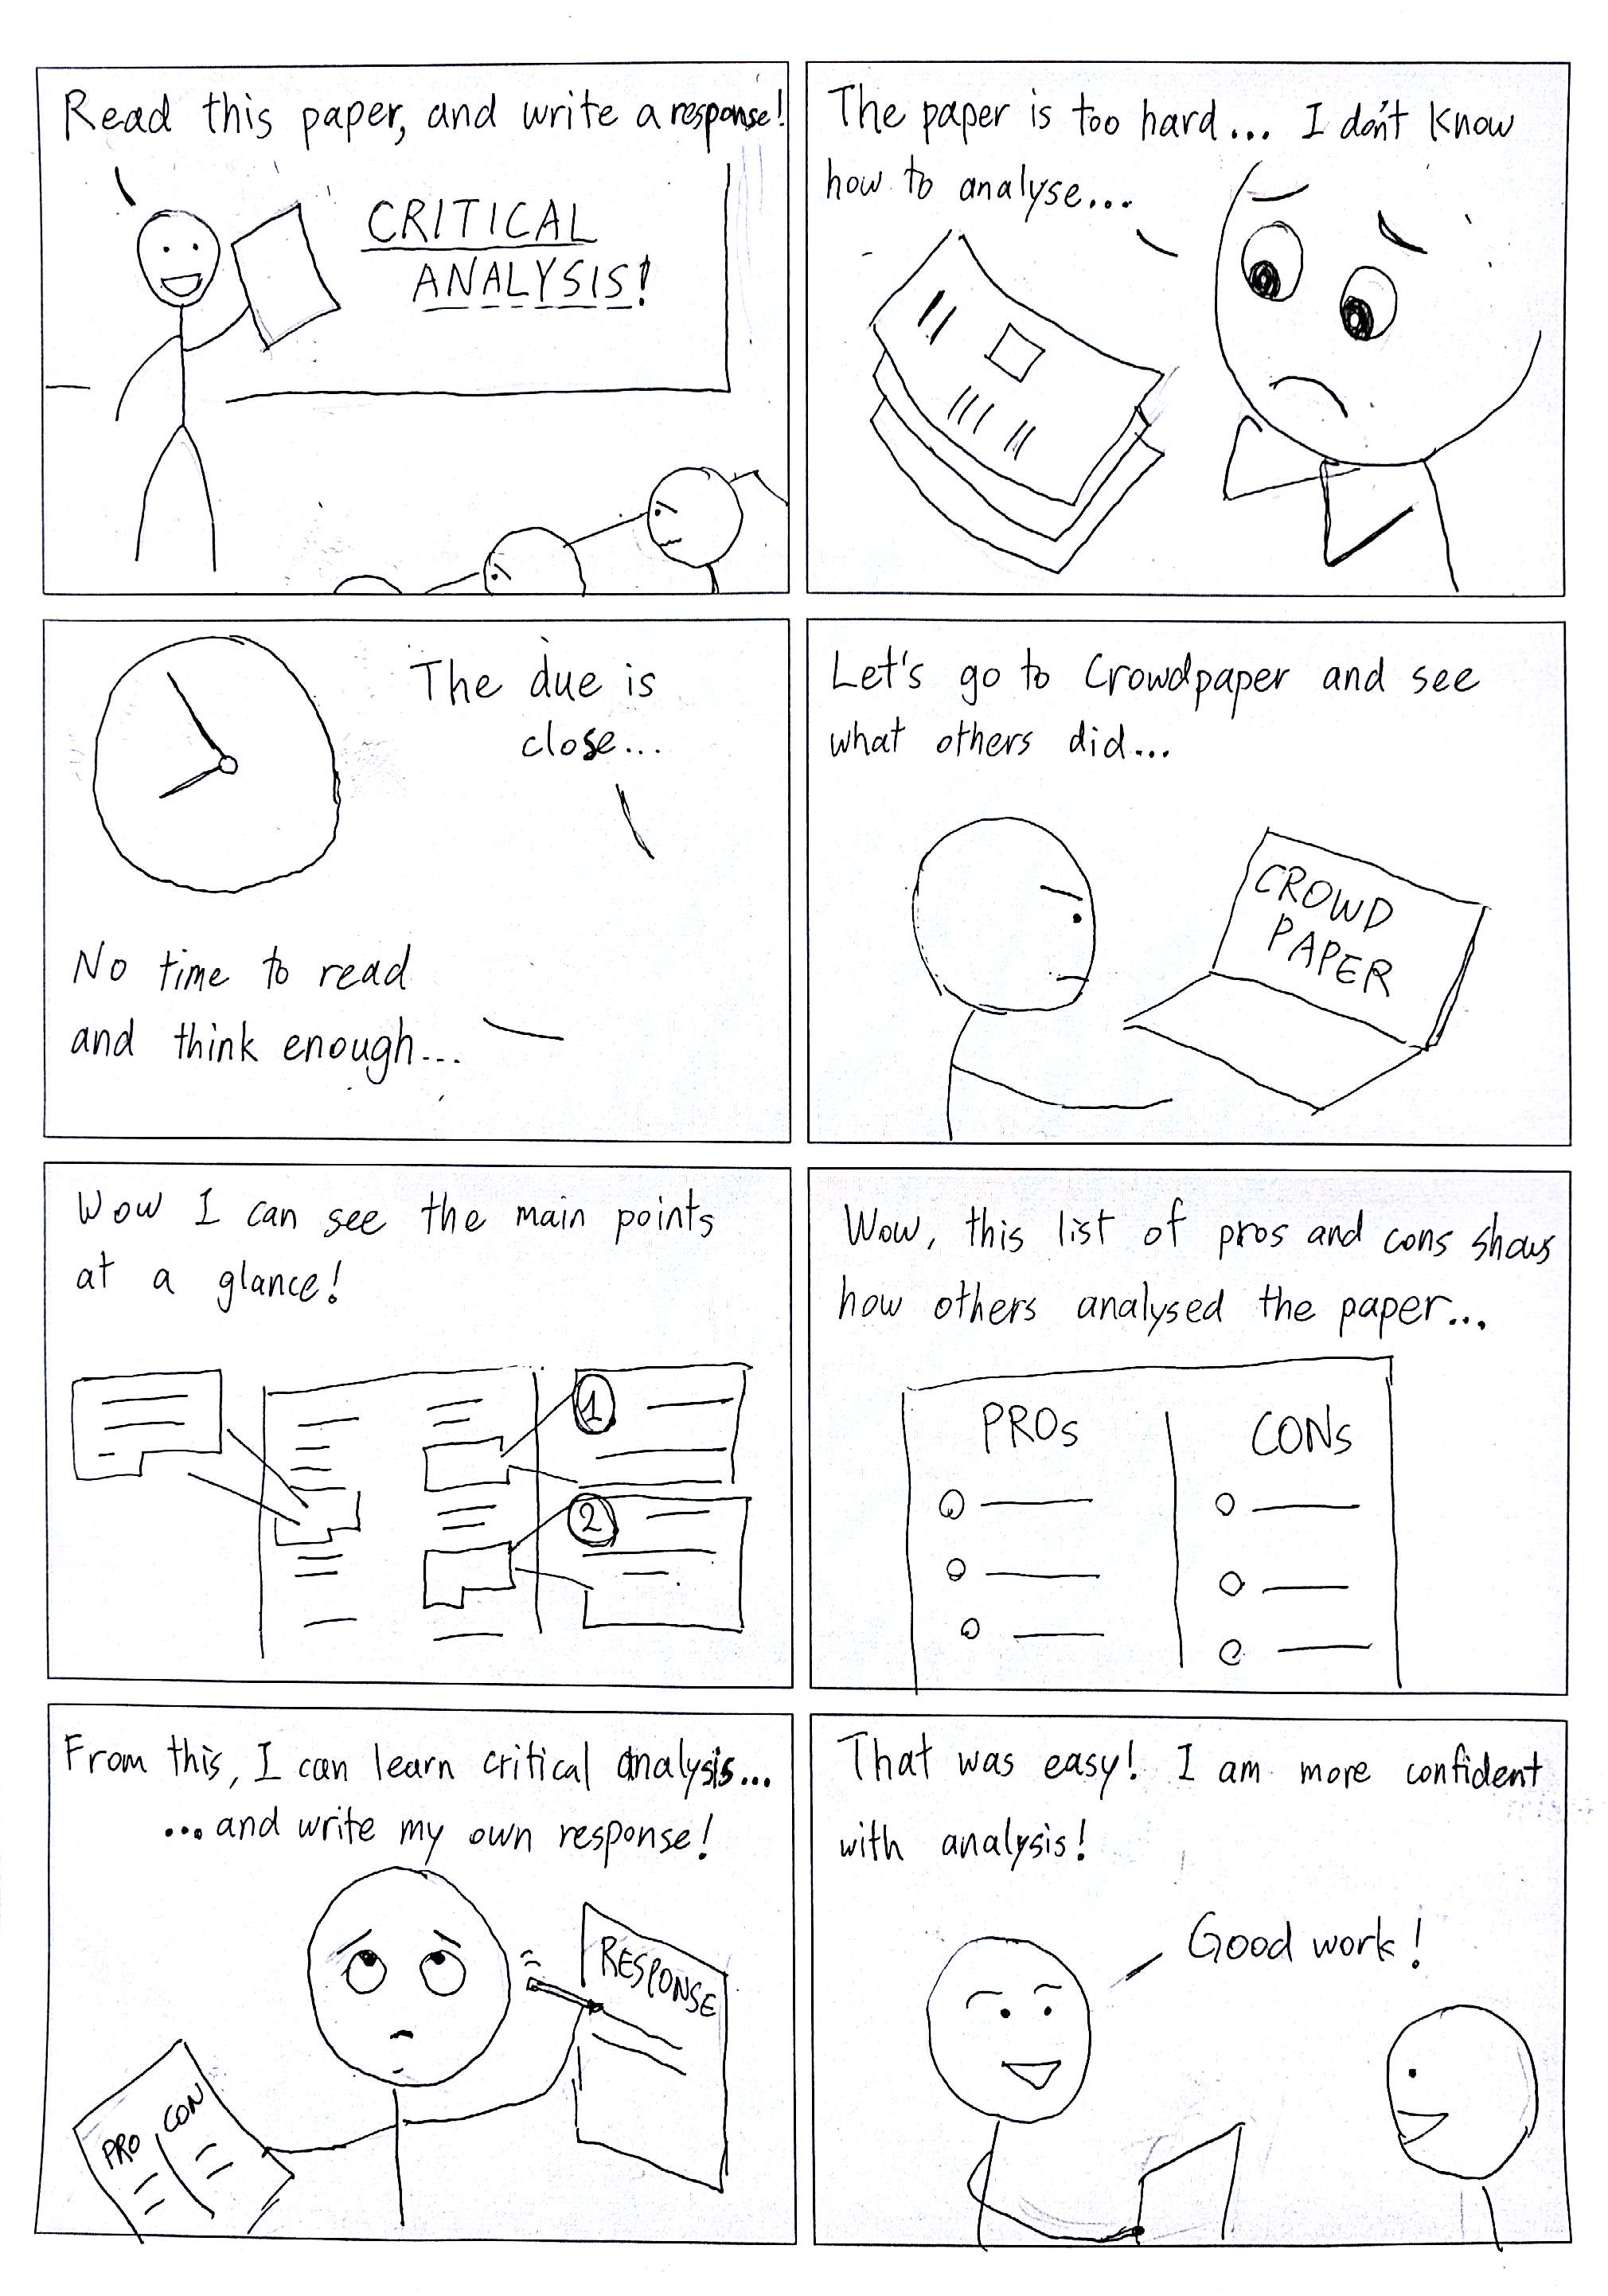 Read this paper, and write a response!
CRITICAL
ANALYSIS!
The paper is too hard... I don't know
how to analyse...
The due is
close...
No time to read
and think enough...
Let's go to Crowdpaper and see
what others did...
CROWD
PAPER
Wow I can see the main points
at a glance!
1
2
Wow, this list of pros and cons shows
how others analysed the paper...
PROs
CONs
From this, I can learn critical analysis...
...and write my own response!
RESPONSE
PRO CON
That was easy! I am more confident
with analysis!
Good work!